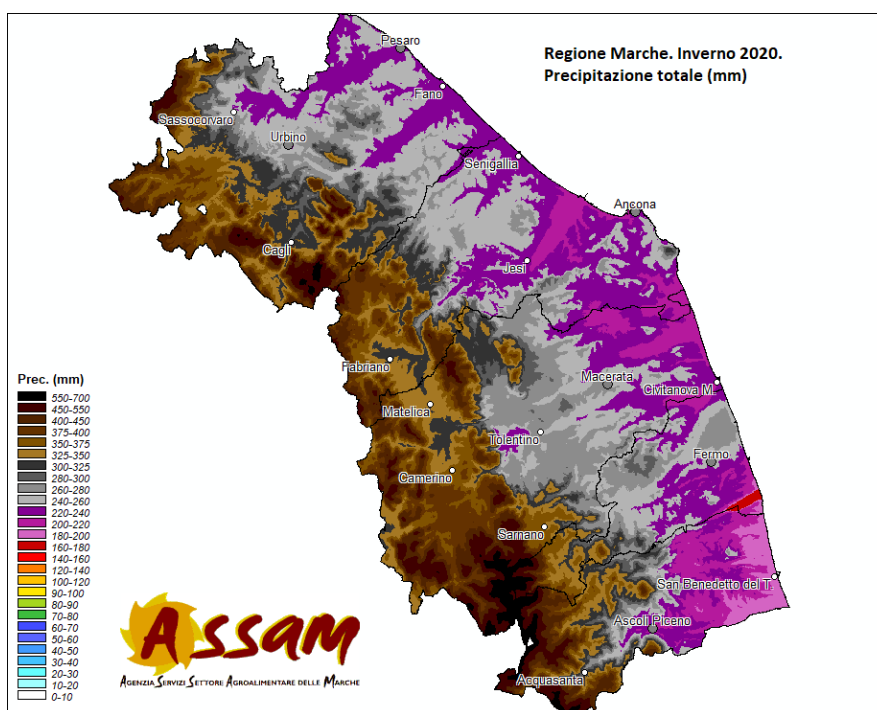 Regione Marche. Inverno 2020.
Precipitazione totale (mm)
Pesaro
Fano
Sassocorvaro
Urbino
Senigallia
Ancona
Cagli
Jesi
Fabriano
Macerata
Civitanova M.
Matelica
Tolentino
Fermo
Camerino
Sarnano
San Benedetto del T.
Ascoli Piceno
Acquasanta
Prec. (mm)
550-700
450-550
400-450
375-400
350-375
325-350
300-325
280-300
260-280
240-260
220-240
200-220
180-200
160-180
140-160
120-140
100-120
90-100
80-90
70-80
60-70
50-60
40-50
30-40
20-30
10-20
0-10
ASSAM
AGENZIA SERVIZI SETTORE AGROALIMENTARE DELLE MARCHE